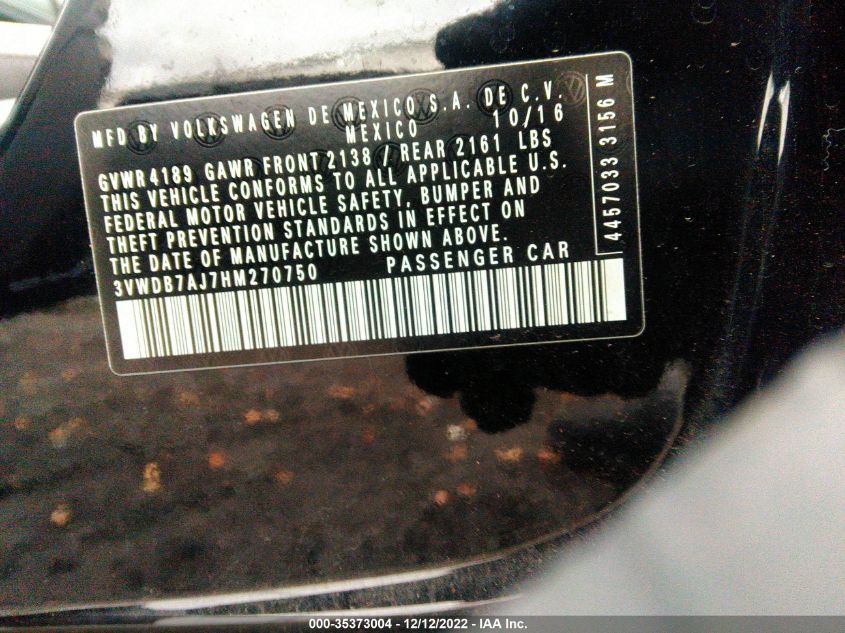 MFD BY VOLKSWAGEN DE MEXICO S.A. DE C.V.
MEXICO 10/16
GVWR 4189 GAWR FRONT 2138 / REAR 2161 LBS
THIS VEHICLE CONFORMS TO ALL APPLICABLE U.S.
FEDERAL MOTOR VEHICLE SAFETY, BUMPER AND
THEFT PREVENTION STANDARDS IN EFFECT ON
THE DATE OF MANUFACTURE SHOWN ABOVE.
3VWDB7AJ7HM270750 PASSENGER CAR
4457033 3156 M
000-35373004 - 12/12/2022 - IAA Inc.